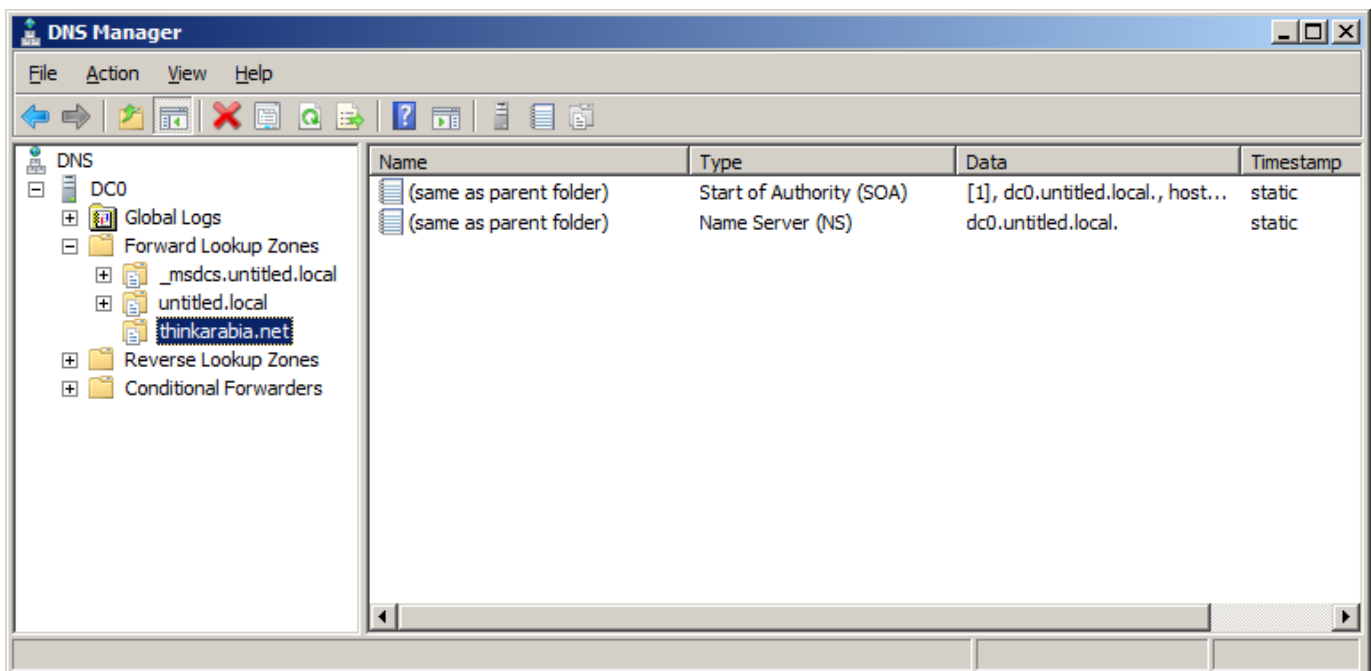 DNS Manager
File Action View Help
DNS
DC0
Global Logs
Forward Lookup Zones
_msdcs.untitled.local
untitled.local
thinkarabia.net
Reverse Lookup Zones
Conditional Forwarders
Name Type Data Timestamp
(same as parent folder) Start of Authority (SOA) [1], dc0.untitled.local., host... static
(same as parent folder) Name Server (NS) dc0.untitled.local. static